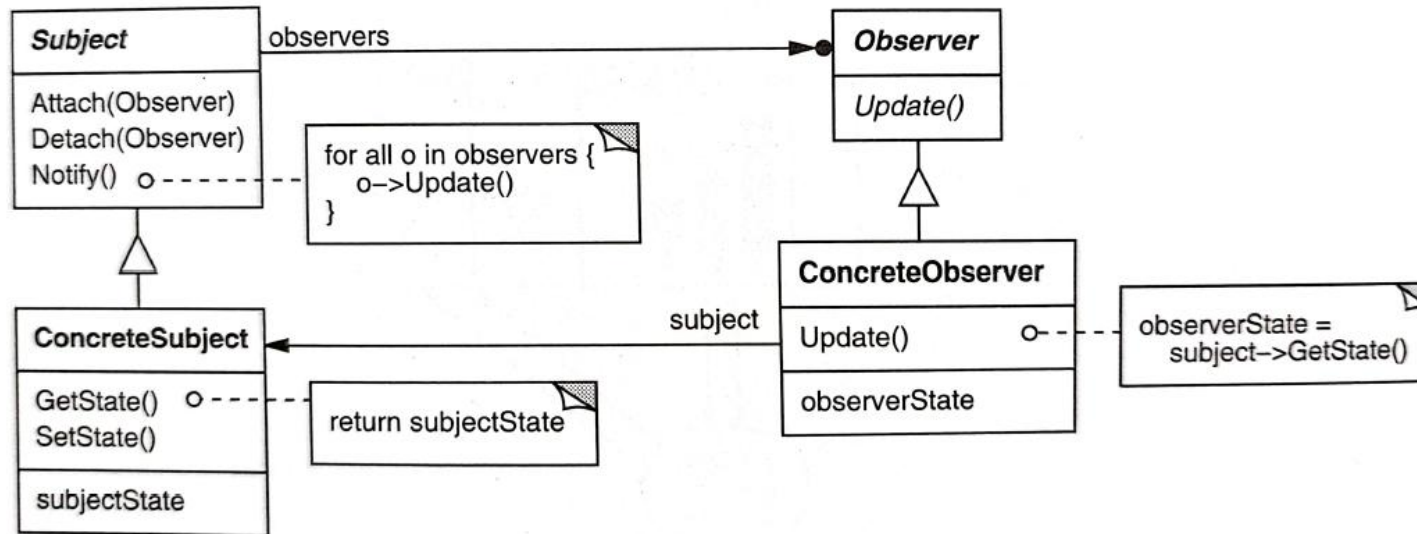 Subject
observers
Observer
Attach(Observer)
Detach(Observer)
Notify()
for all o in observers {
o–>Update()
}
Update()
ConcreteObserver
Update()
observerState
observerState =
subject–>GetState()
subject
ConcreteSubject
GetState()
SetState()
subjectState
return subjectState